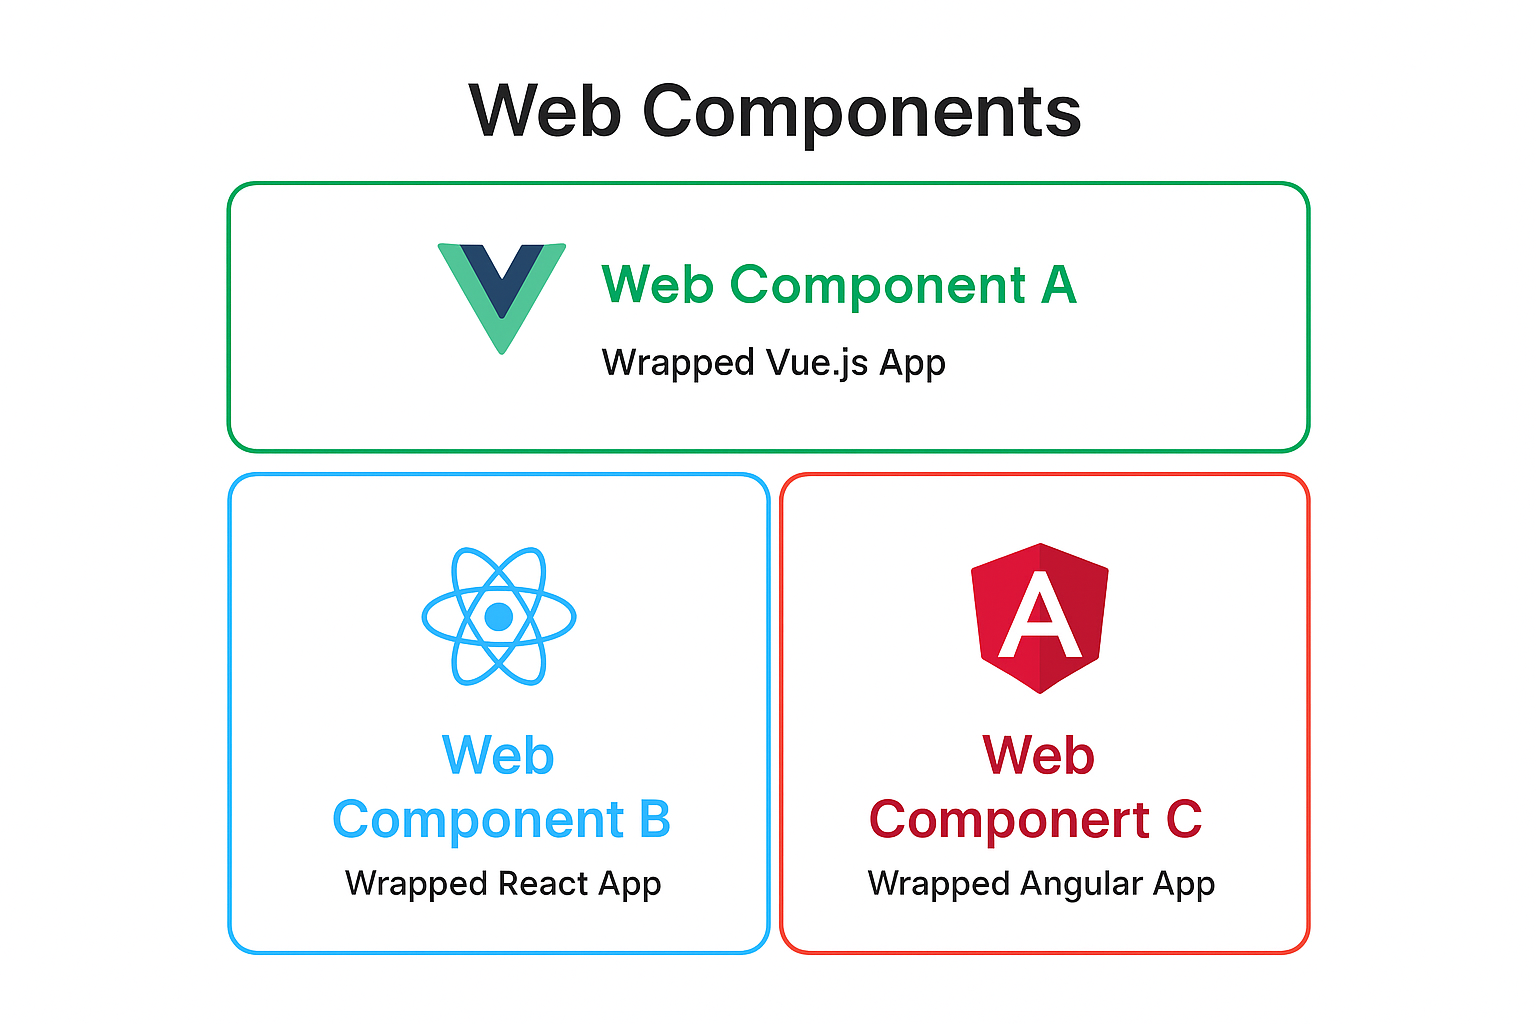 Web Components
Web Component A
Wrapped Vue.js App
Web
Component B
Wrapped React App
A
Web
Componert C
Wrapped Angular App